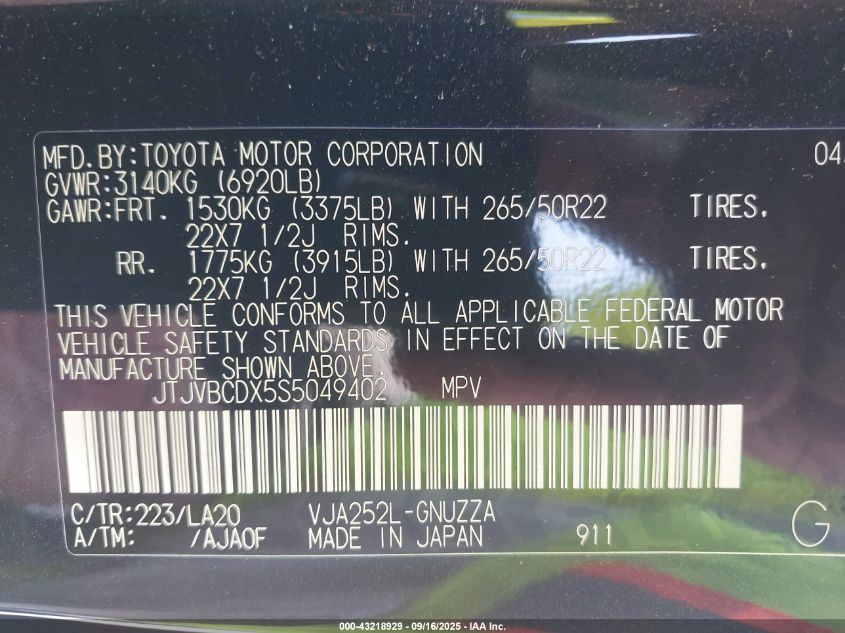 MFD.BY:TOYOTA MOTOR CORPORATION 04
GVWR:3140KG (6920LB)
GAWR:FRT. 1530KG (3375LB) WITH 265/50R22 TIRES.
22X7 1/2J RIMS.
RR. 1775KG (3915LB) WITH 265/50R22 TIRES.
22X7 1/2J RIMS.
THIS VEHICLE CONFORMS TO ALL APPLICABLE FEDERAL MOTOR
VEHICLE SAFETY STANDARDS IN EFFECT ON THE DATE OF
MANUFACTURE SHOWN ABOVE.
JTJVBCDX5S5049402 MPV
C/TR:223/LA20 VJA252L-GNUZZA
A/TM: /AJA0F MADE IN JAPAN 911 G
000-43218929 - 09/16/2025 - IAA Inc.